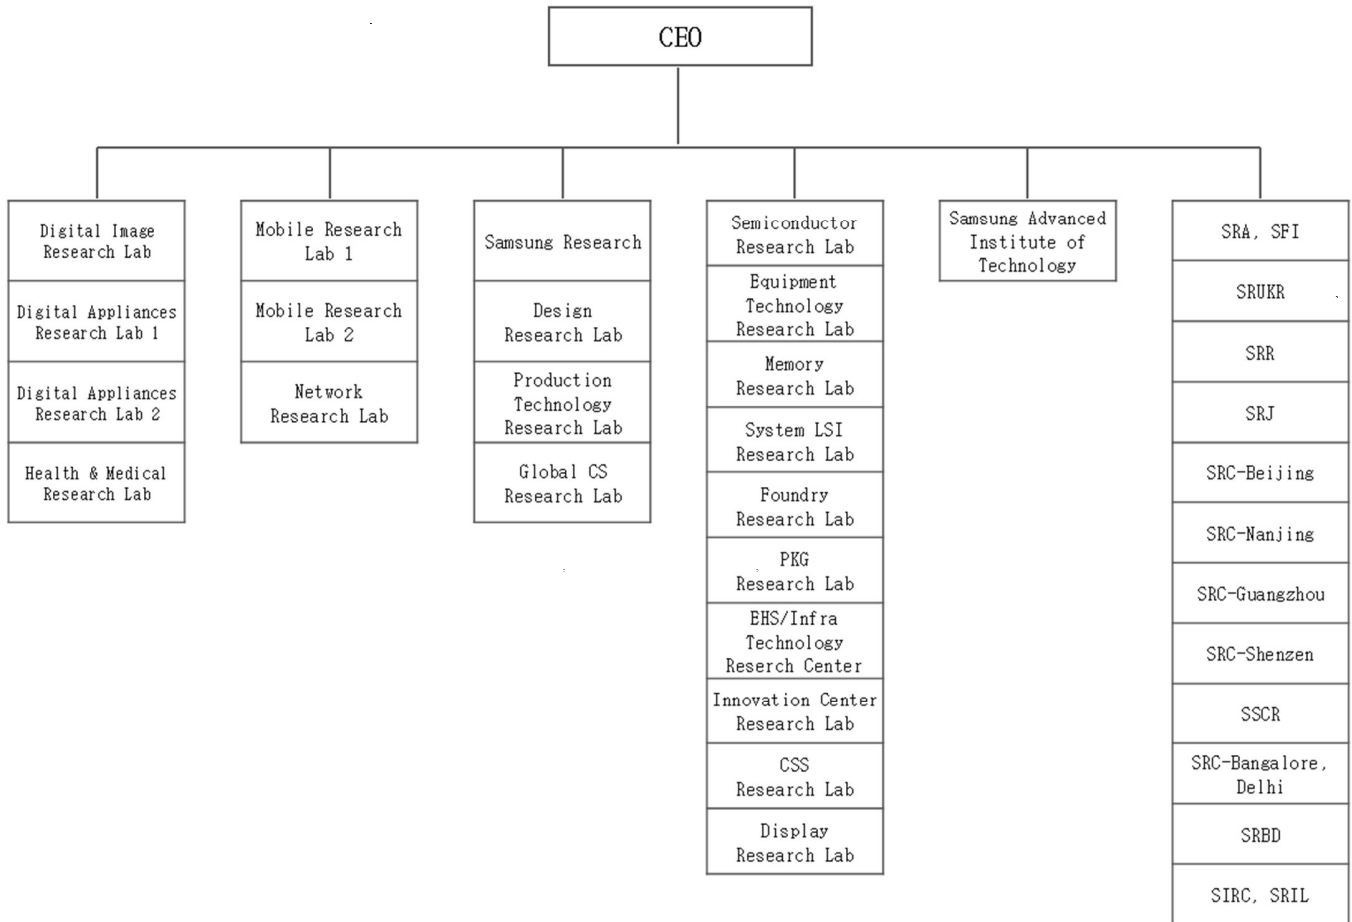 CEO
Digital Image
Research Lab
Digital Appliances
Research Lab 1
Digital Appliances
Research Lab 2
Health & Medical
Research Lab
Mobile Research
Lab 1
Mobile Research
Lab 2
Network
Research Lab
Samsung Research
Design
Research Lab
Production
Technology
Research Lab
Global CS
Research Lab
Semiconductor
Research Lab
Equipment
Technology
Research Lab
Memory
Research Lab
System LSI
Research Lab
Foundry
Research Lab
PKG
Research Lab
EHS/Infra
Technology
Reserch Center
Innovation Center
Research Lab
CSS
Research Lab
Display
Research Lab
Samsung Advanced
Institute of
Technology
SRA, SFI
SRUKR
SRR
SRJ
SRC-Beijing
SRC-Nanjing
SRC-Guangzhou
SRC-Shenzen
SSCR
SRC-Bangalore,
Delhi
SRBD
SIRC, SRIL